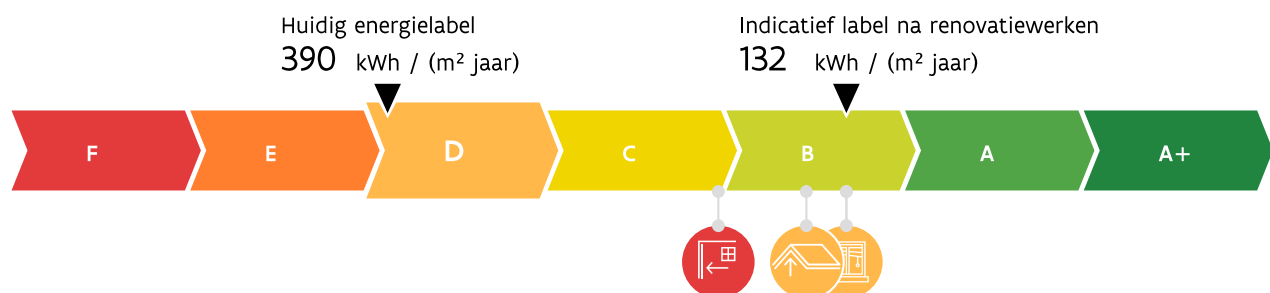 Huidig energielabel
390 kWh / (m² jaar)
Indicatief label na renovatiewerken
132 kWh / (m² jaar)
F E D C B A A+